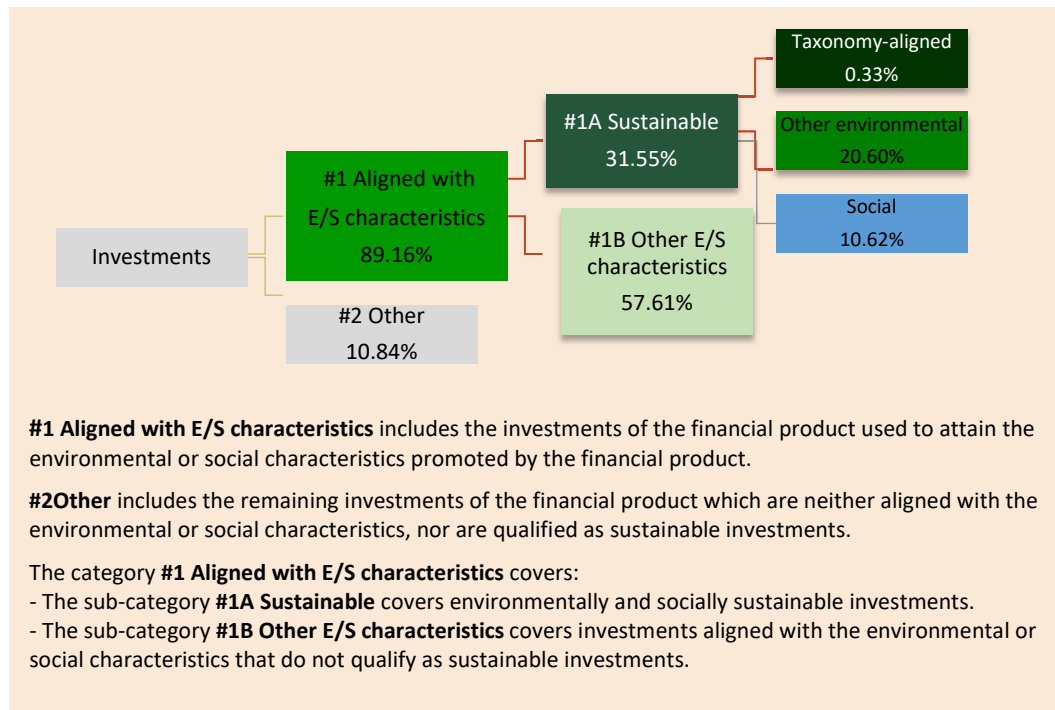 Taxonomy-aligned
0.33%
#1A Sustainable
31.55%
Other environmental
20.60%
#1 Aligned with
E/S characteristics
89.16%
Social
10.62%
Investments
#1B Other E/S
characteristics
57.61%
#2 Other
10.84%
#1 Aligned with E/S characteristics includes the investments of the financial product used to attain the
environmental or social characteristics promoted by the financial product.
#2Other includes the remaining investments of the financial product which are neither aligned with the
environmental or social characteristics, nor are qualified as sustainable investments.
The category #1 Aligned with E/S characteristics covers:
- The sub-category #1A Sustainable covers environmentally and socially sustainable investments.
- The sub-category #1B Other E/S characteristics covers investments aligned with the environmental or
social characteristics that do not qualify as sustainable investments.